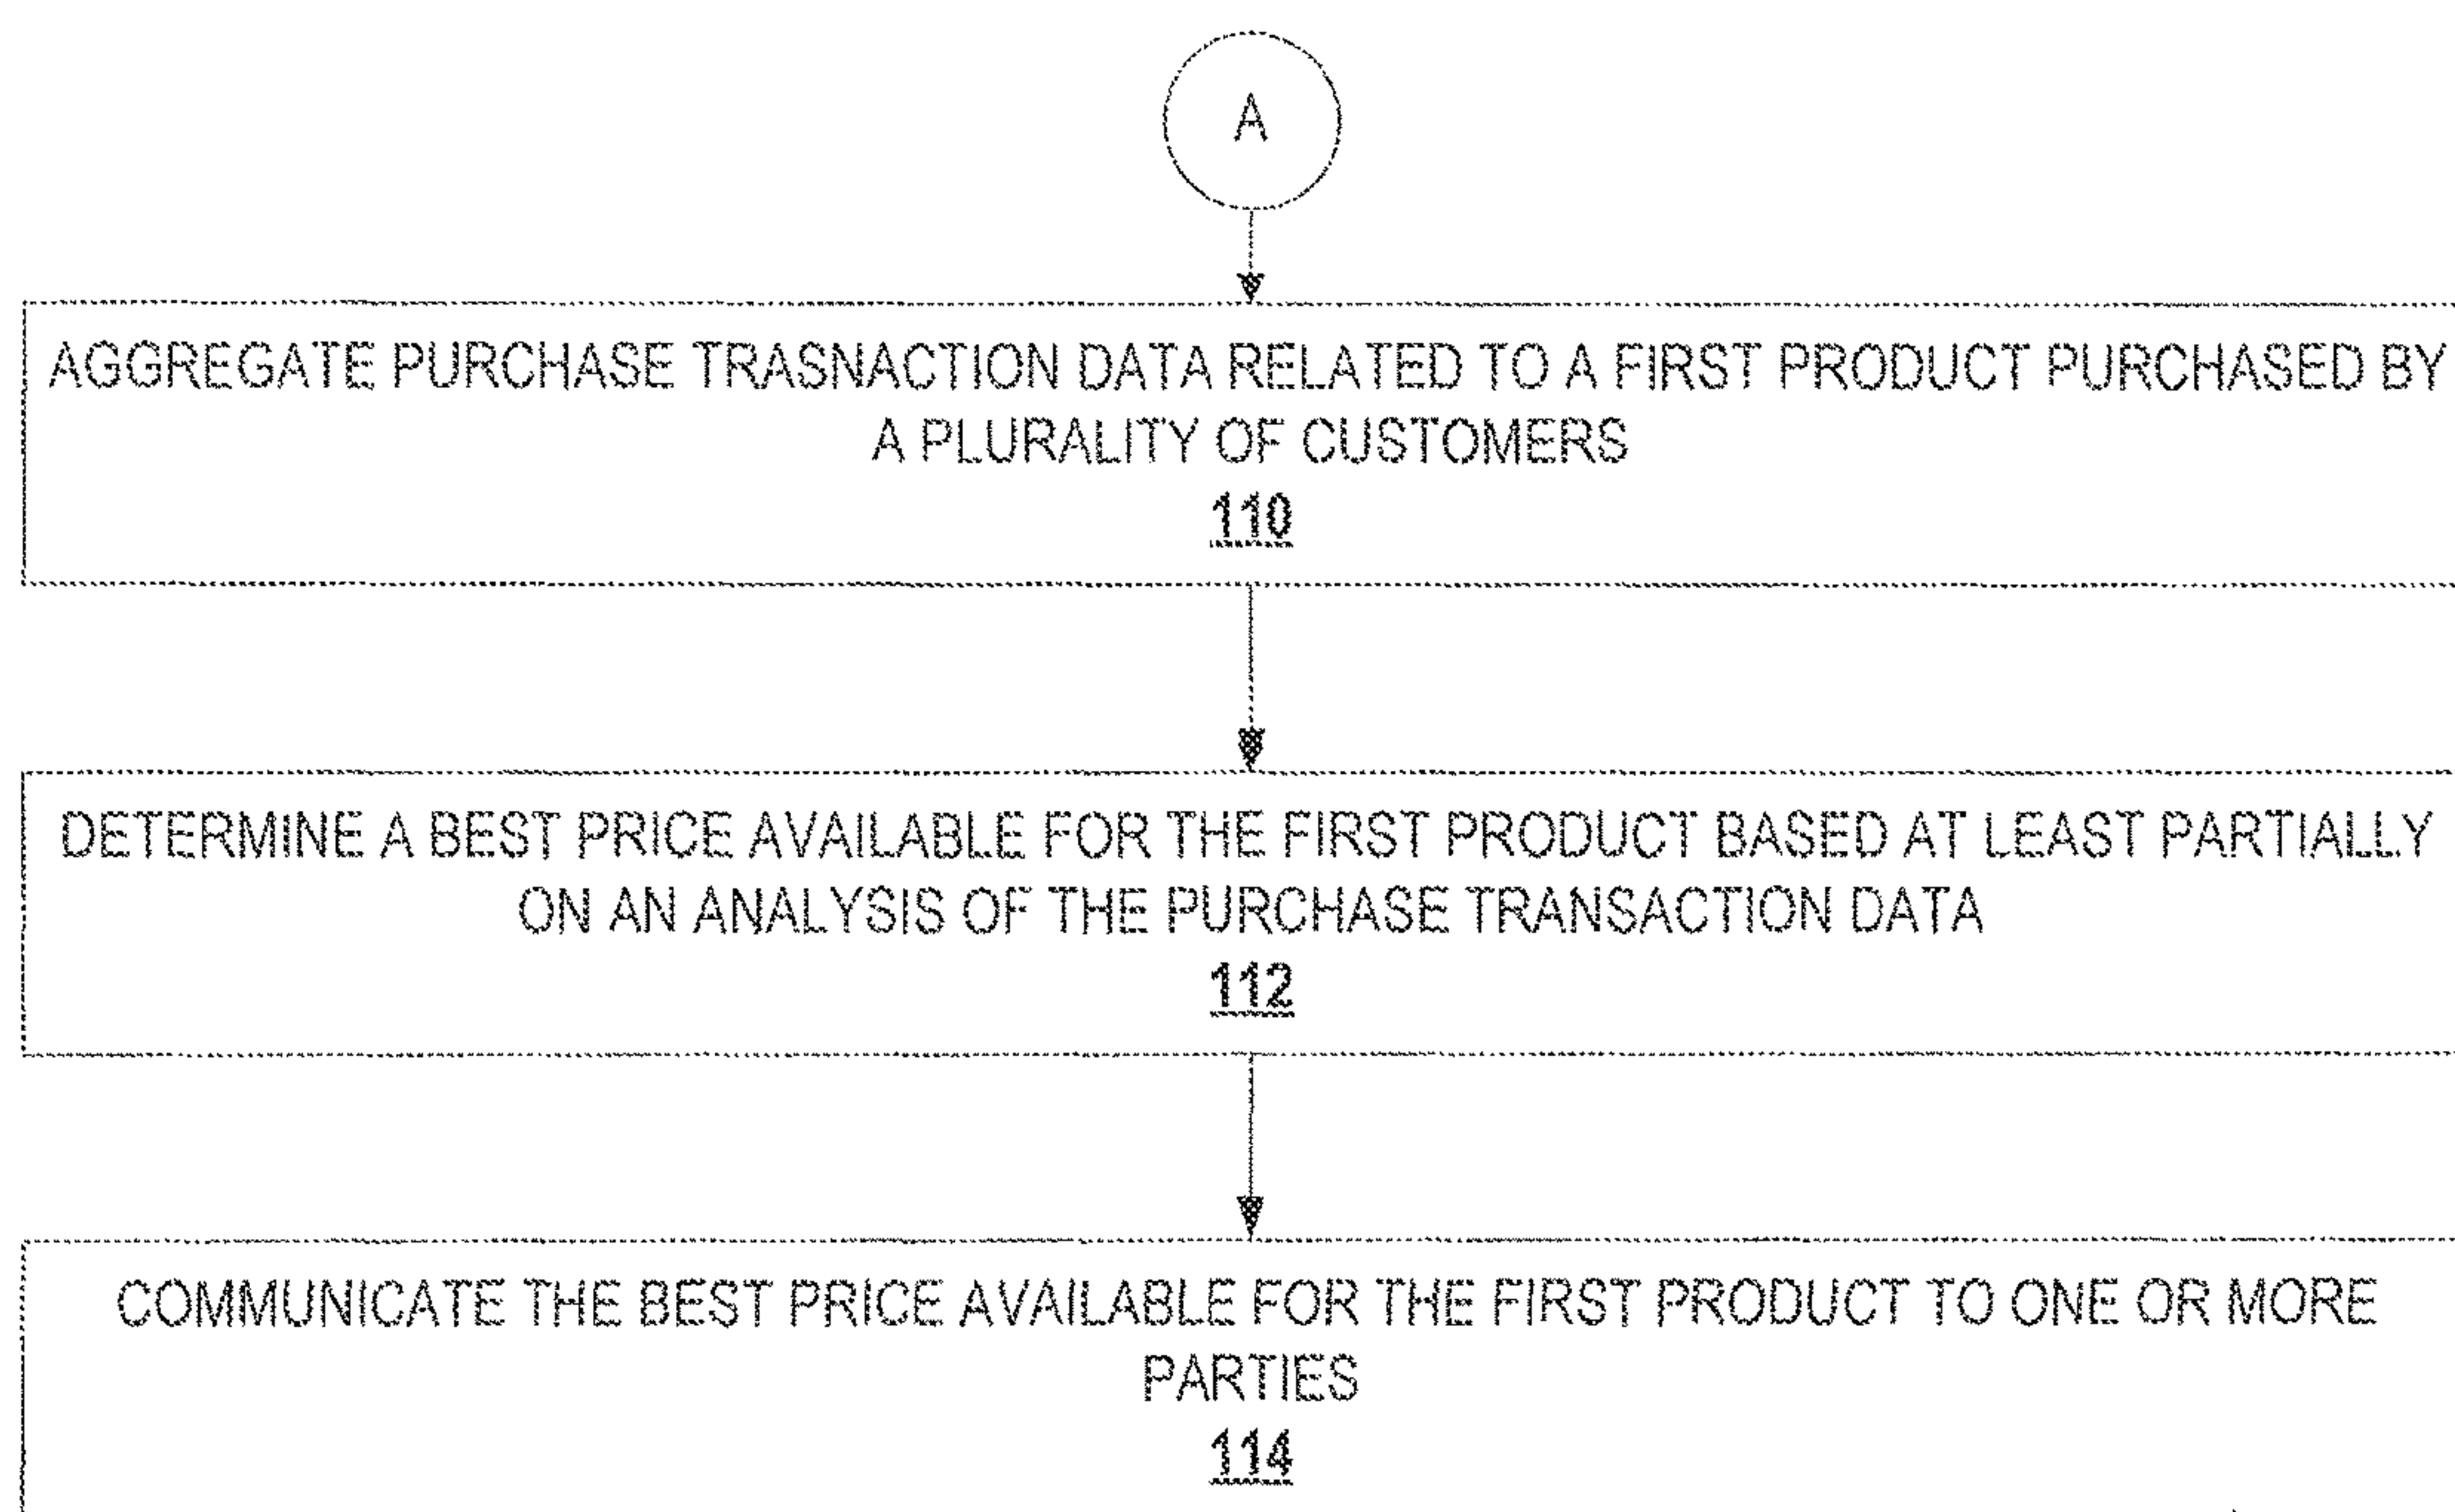 A
AGGREGATE PURCHASE TRASNACTION DATA RELATED TO A FIRST PRODUCT PURCHASED BY
A PLURALITY OF CUSTOMERS
110
DETERMINE A BEST PRICE AVAILABLE FOR THE FIRST PRODUCT BASED AT LEAST PARTIALLY
ON AN ANALYSIS OF THE PURCHASE TRANSACTION DATA
112
COMMUNICATE THE BEST PRICE AVAILABLE FOR THE FIRST PRODUCT TO ONE OR MORE
PARTIES
114